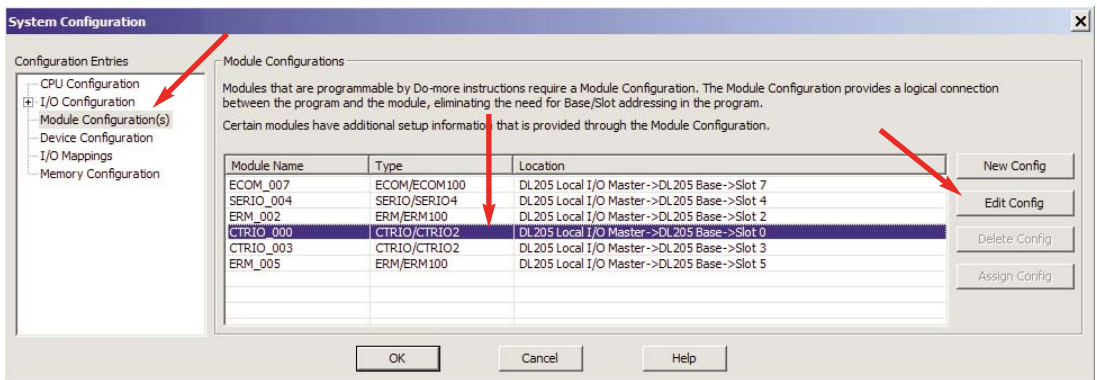 System Configuration
Configuration Entries
CPU Configuration
I/O Configuration
Module Configuration(s)
Device Configuration
I/O Mappings
Memory Configuration
Module Configurations
Modules that are programmable by Do-more instructions require a Module Configuration. The Module Configuration provides a logical connection
between the program and the module, eliminating the need for Base/Slot addressing in the program.
Certain modules have additional setup information that is provided through the Module Configuration.
Module Name Type Location
ECOM_007 ECOM/ECOM100 DL205 Local I/O Master->DL205 Base->Slot 7
SERIO_004 SERIO/SERIO4 DL205 Local I/O Master->DL205 Base->Slot 4
ERM_002 ERM/ERM100 DL205 Local I/O Master->DL205 Base->Slot 2
CTRIO_000 CTRIO/CTRIO2 DL205 Local I/O Master->DL205 Base->Slot 0
CTRIO_003 CTRIO/CTRIO2 DL205 Local I/O Master->DL205 Base->Slot 3
ERM_005 ERM/ERM100 DL205 Local I/O Master->DL205 Base->Slot 5
New Config
Edit Config
Delete Config
Assign Config
OK Cancel Help